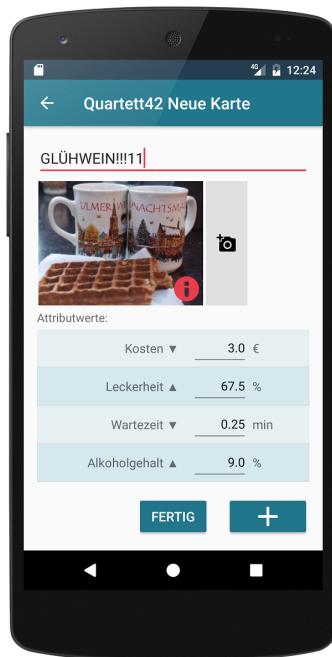 4G 12:24
Quartett42 Neue Karte
GLÜHWEIN!!!11
ULMER WE NACHTSMA
i
Attributwerte:
Kosten ▼ 3.0 €
Leckerheit ▲ 67.5 %
Wartezeit ▼ 0.25 min
Alkoholgehalt ▲ 9.0 %
FERTIG +